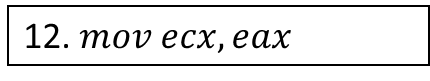 12. mov ecx, eax